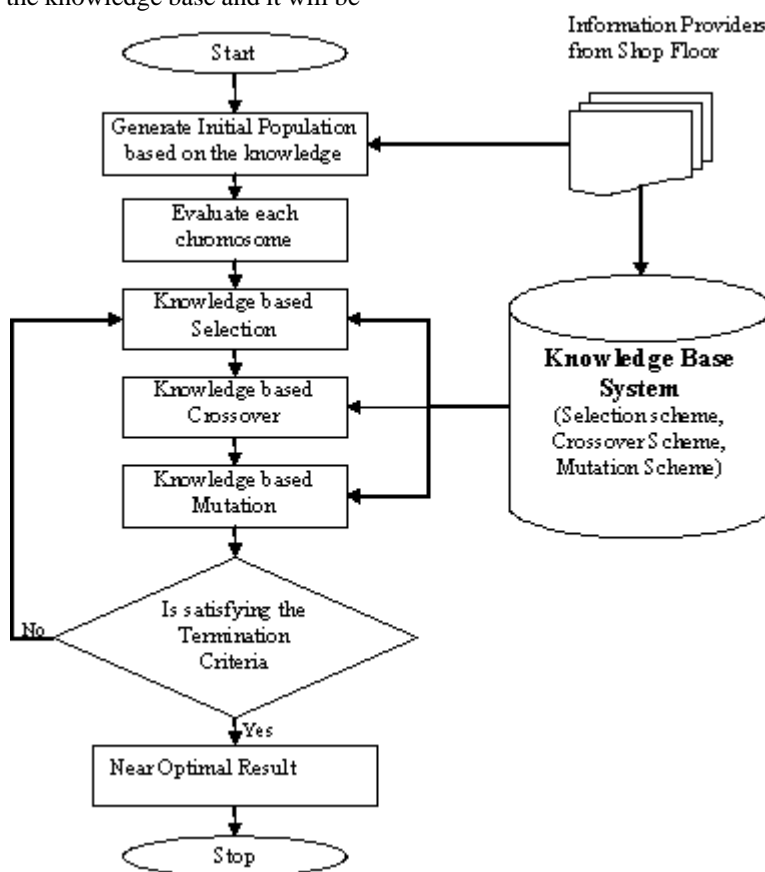 the knowledge base and it will be
Information Providers
from Shop Floor
Start
Generate Initial Population
based on the knowledge
Evaluate each
chromosome
Knowledge based
Selection
Knowledge based
Crossover
Knowledge based
Mutation
Knowledge Base
System
(Selection scheme,
Crossover Scheme,
Mutation Scheme)
Is satisfying the
Termination
Criteria
No
Yes
Near Optimal Result
Stop